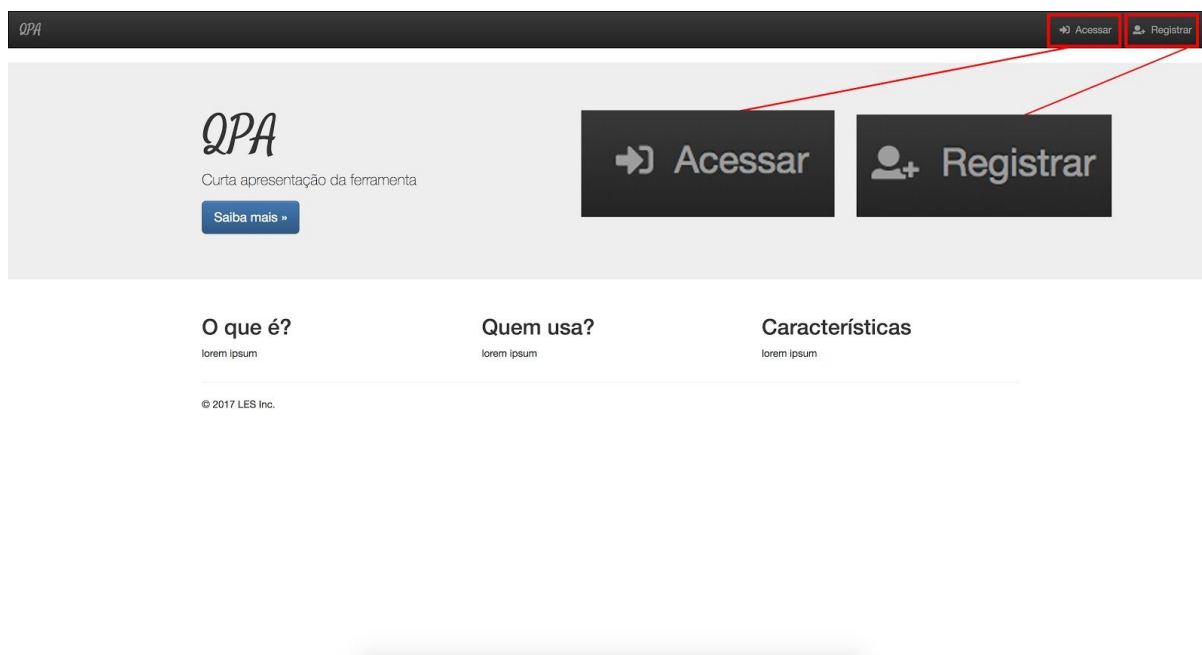 QPA
Acessar
Registrar
QPA
Curta apresentação da ferramenta
Saiba mais »
Acessar
Registrar
O que é?
lorem ipsum
Quem usa?
lorem ipsum
Características
lorem ipsum
© 2017 LES Inc.